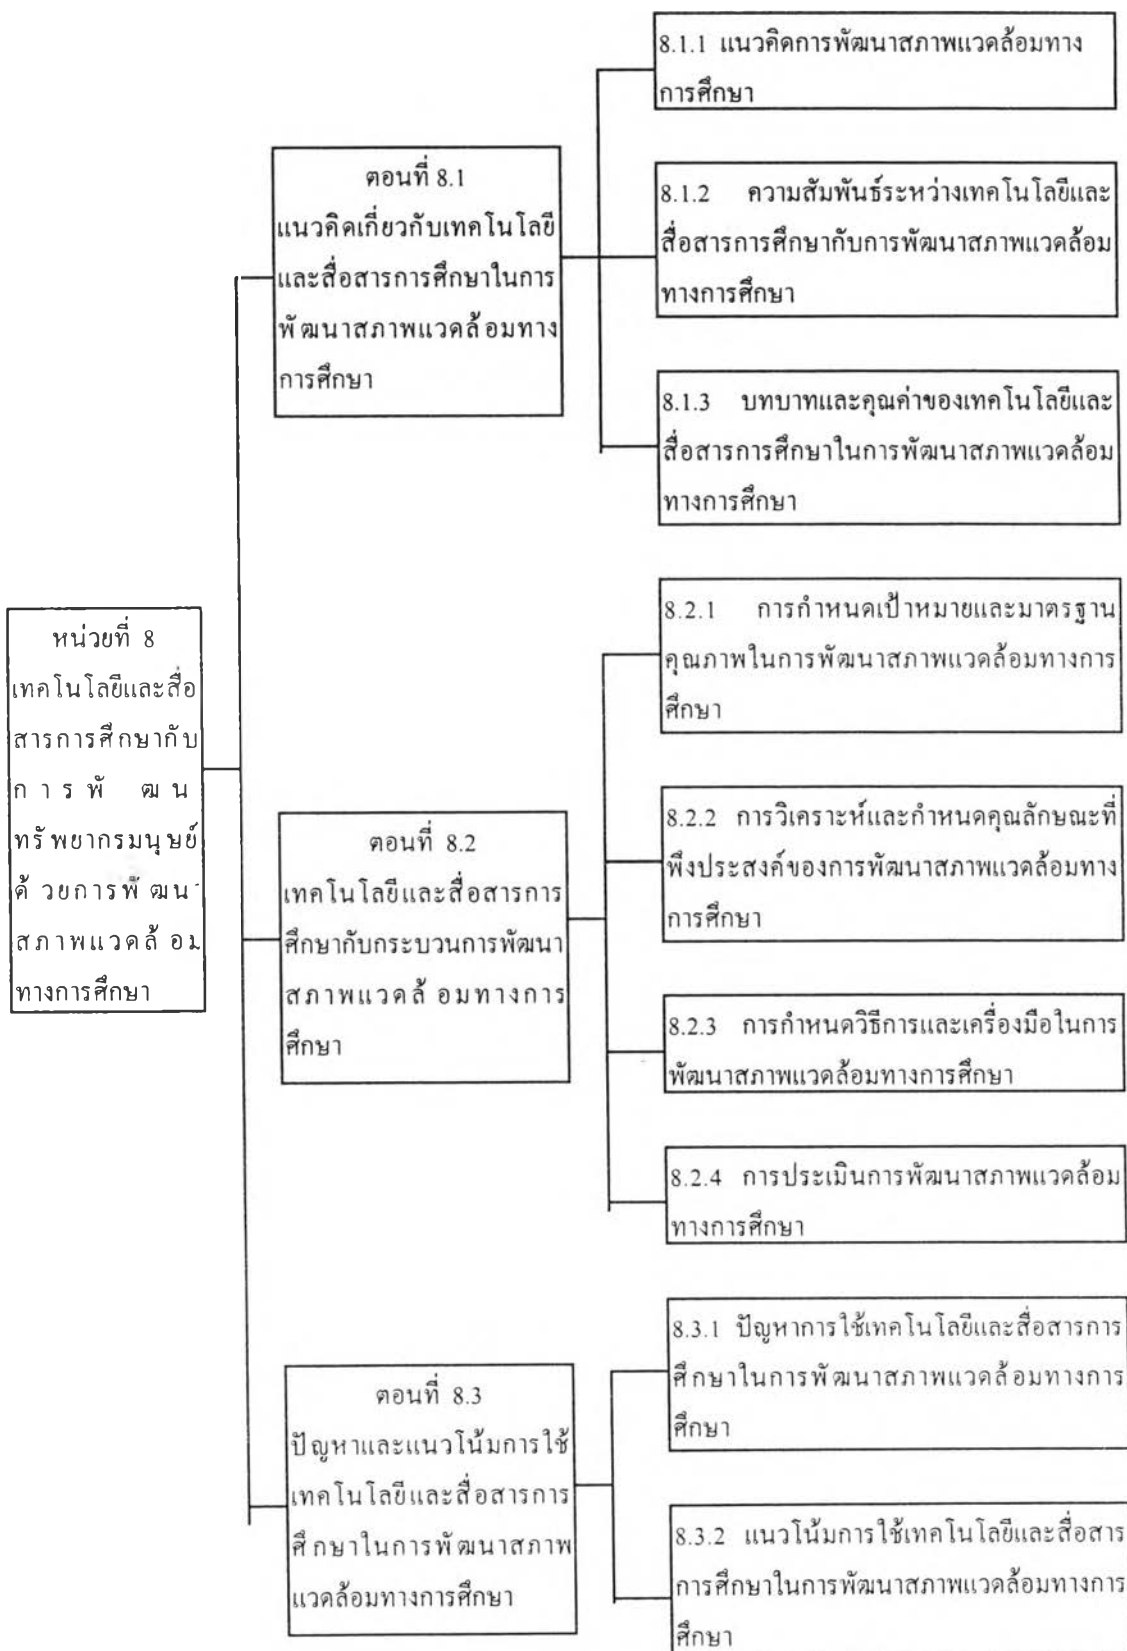 หน่วยที่ 8
เทคโนโลยีและสื่อ
สารการศึกษากับ
การพัฒน
ทรัพยากรมนุษย์
ด้วยการพัฒน
สภาพแวดล้อม
ทางการศึกษา
ตอนที่ 8.1
แนวคิดเกี่ยวกับเทคโนโลยี
และสื่อสารการศึกษาในการ
พัฒนาสภาพแวดล้อมทาง
การศึกษา
8.1.1 แนวคิดการพัฒนาสภาพแวดล้อมทาง
การศึกษา
8.1.2 ความสัมพันธ์ระหว่างเทคโนโลยีและ
สื่อสารการศึกษากับการพัฒนาสภาพแวดล้อม
ทางการศึกษา
8.1.3 บทบาทและคุณค่าของเทคโนโลยีและ
สื่อสารการศึกษาในการพัฒนาสภาพแวดล้อม
ทางการศึกษา
ตอนที่ 8.2
เทคโนโลยีและสื่อสารการ
ศึกษากับกระบวนการพัฒนา
สภาพแวดล้อมทางการ
ศึกษา
8.2.1 การกำหนดเป้าหมายและมาตรฐาน
คุณภาพในการพัฒนาสภาพแวดล้อมทางการ
ศึกษา
8.2.2 การวิเคราะห์และกำหนดคุณลักษณะที่
พึงประสงค์ของการพัฒนาสภาพแวดล้อมทาง
การศึกษา
8.2.3 การกำหนดวิธีการและเครื่องมือในการ
พัฒนาสภาพแวดล้อมทางการศึกษา
8.2.4 การประเมินการพัฒนาสภาพแวดล้อม
ทางการศึกษา
ตอนที่ 8.3
ปัญหาและแนวโน้มการใช้
เทคโนโลยีและสื่อสารการ
ศึกษาในการพัฒนาสภาพ
แวดล้อมทางการศึกษา
8.3.1 ปัญหาการใช้เทคโนโลยีและสื่อสารการ
ศึกษาในการพัฒนาสภาพแวดล้อมทางการ
ศึกษา
8.3.2 แนวโน้มการใช้เทคโนโลยีและสื่อสาร
การศึกษาในการพัฒนาสภาพแวดล้อมทางการ
ศึกษา